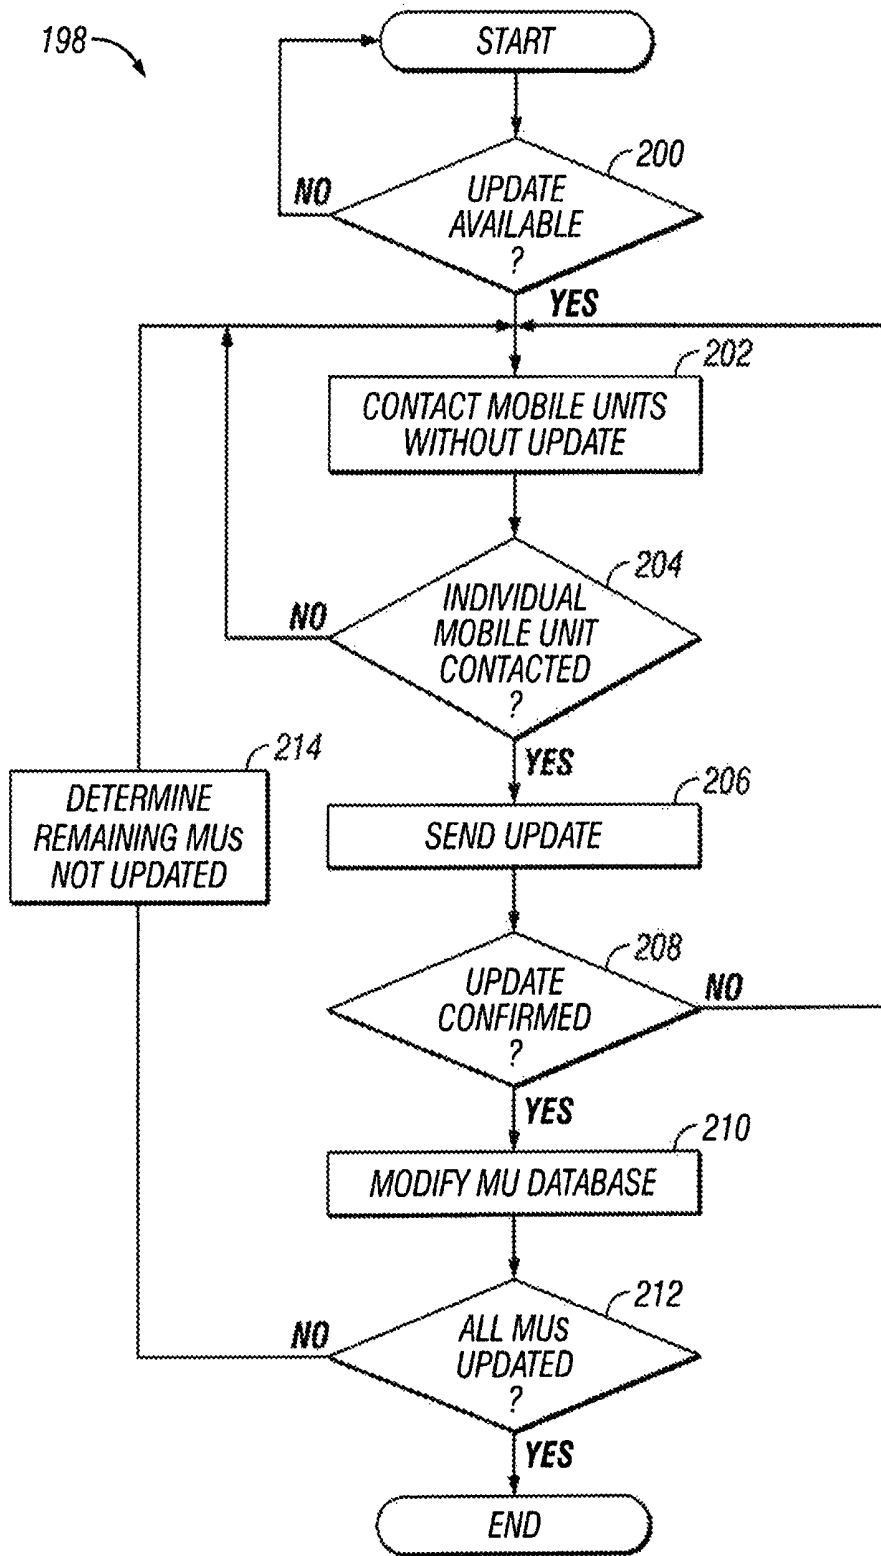 198
START
200
UPDATE
AVAILABLE
?
NO
YES
202
CONTACT MOBILE UNITS
WITHOUT UPDATE
204
INDIVIDUAL
MOBILE UNIT
CONTACTED
?
NO
YES
214
DETERMINE
REMAINING MUs
NOT UPDATED
206
SEND UPDATE
208
UPDATE
CONFIRMED
?
NO
YES
210
MODIFY MU DATABASE
212
ALL MUs
UPDATED
?
NO
YES
END